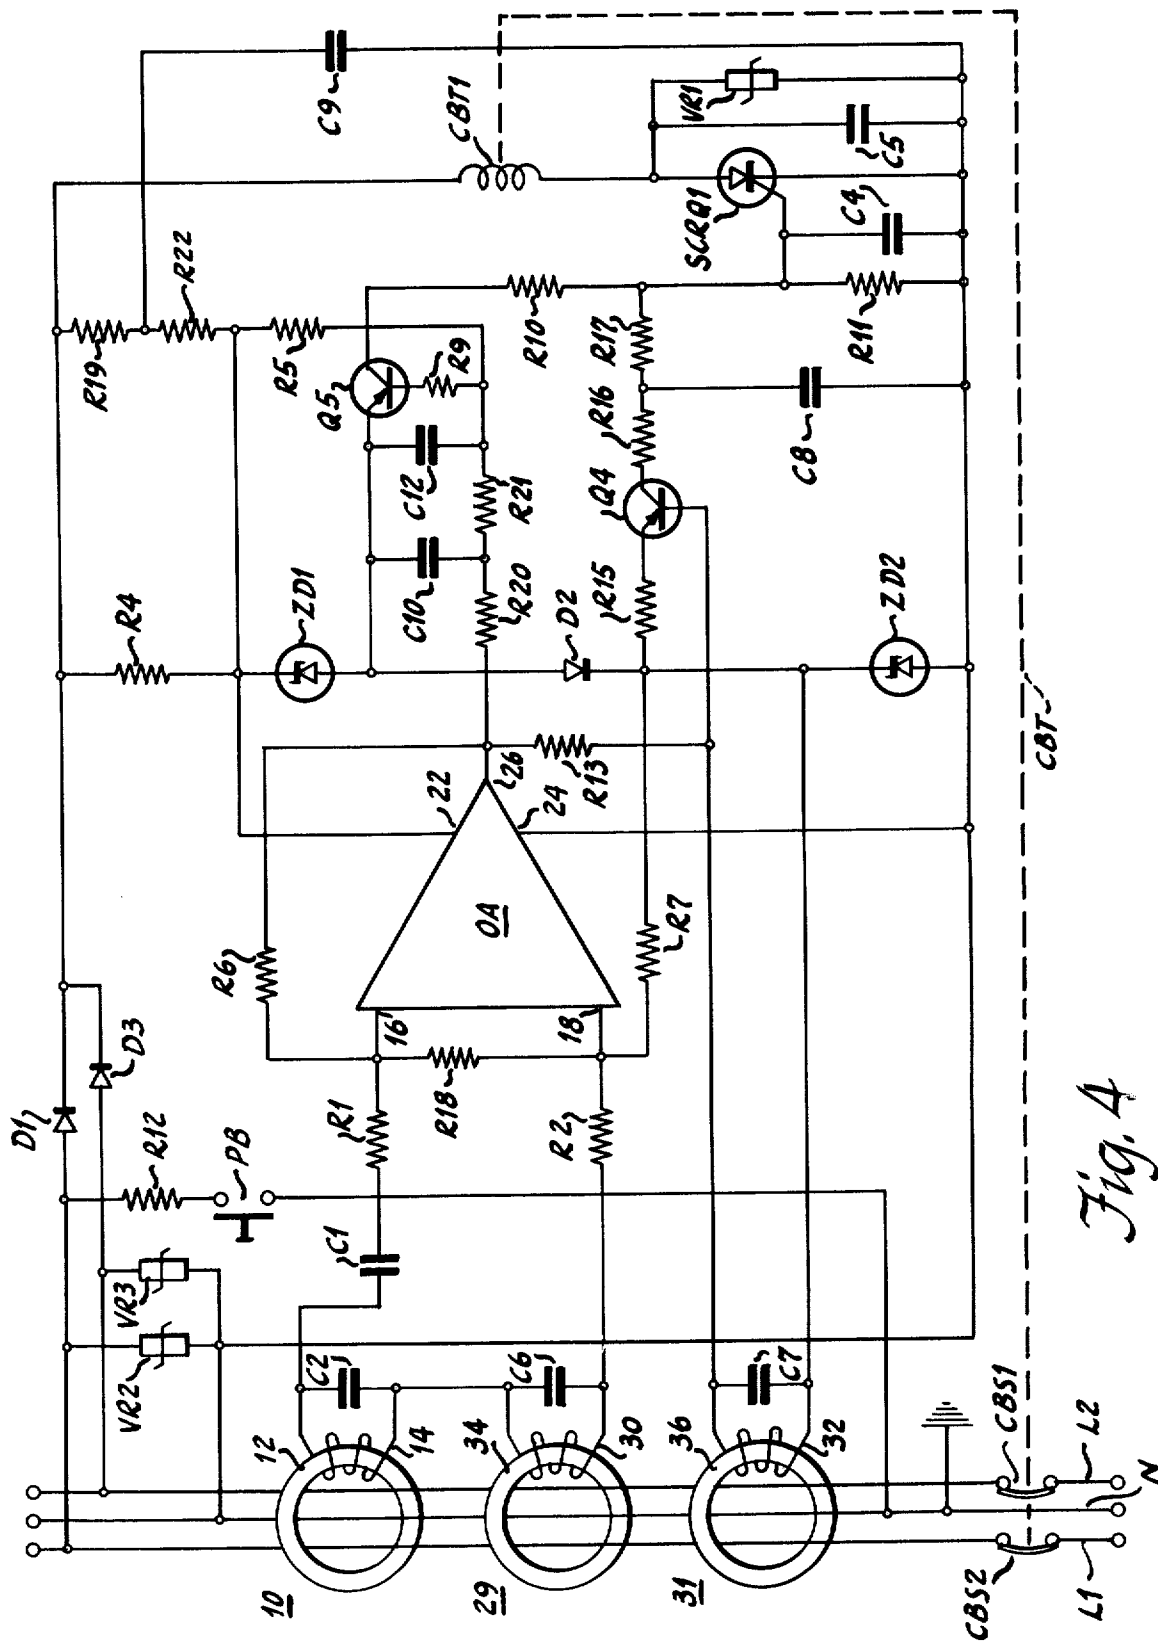 C9
CBT1
VR1
C5
SCRQ1
C4
R22
R19
R5
R10
R17
R11
Q5
R9
R16
C8
C12
R21
Q4
C10
R20
R15
D2
R4
ZD1
ZD2
22
26
24
R13
CBT
OA
R6
R7
16
18
R18
D3
D1
R12
PB
R1
R2
C1
VR3
VR2
C2
C6
C7
12
14
34
30
36
32
10
29
31
CBS1
CBS2
L2
N
L1
Fig. 4